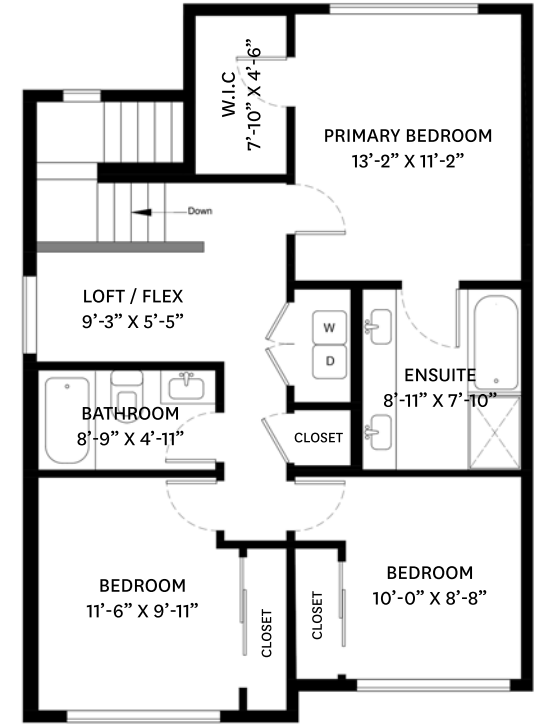 W.I.C
7'-10” X 4'-6”
PRIMARY BEDROOM
13'-2” X 11'-2”
Down
LOFT / FLEX
9'-3” X 5'-5”
W
D
ENSUITE
8'-11” X 7'-10”
BATHROOM
8'-9” X 4'-11”
CLOSET
BEDROOM
11'-6” X 9'-11”
CLOSET
CLOSET
BEDROOM
10'-0” X 8'-8”